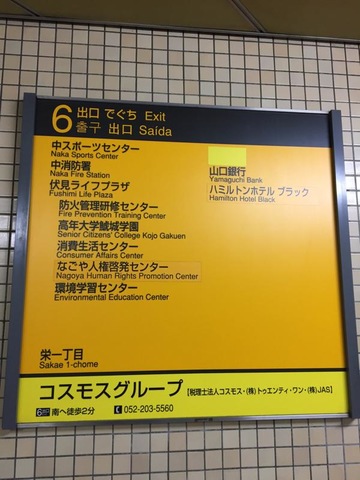 6 出口 でぐち Exit
출구 出口 Saída
中スポーツセンター
Naka Sports Center
中消防署
Naka Fire Station
伏見ライフプラザ
Fushimi Life Plaza
防火管理研修センター
Fire Prevention Training Center
高年大学鯱城学園
Senior Citizens' College Kojo Gakuen
消費生活センター
Consumer Affairs Center
なごや人権啓発センター
Nagoya Human Rights Promotion Center
環境学習センター
Environmental Education Center
山口銀行
Yamaguchi Bank
ハミルトンホテル ブラック
Hamilton Hotel Black
栄一丁目
Sakae 1-chome
コスモスグループ 【税理士法人コスモス・(株)トゥエンティ・ワン・(株)JAS】
6出口 南へ徒歩2分 052-203-5560